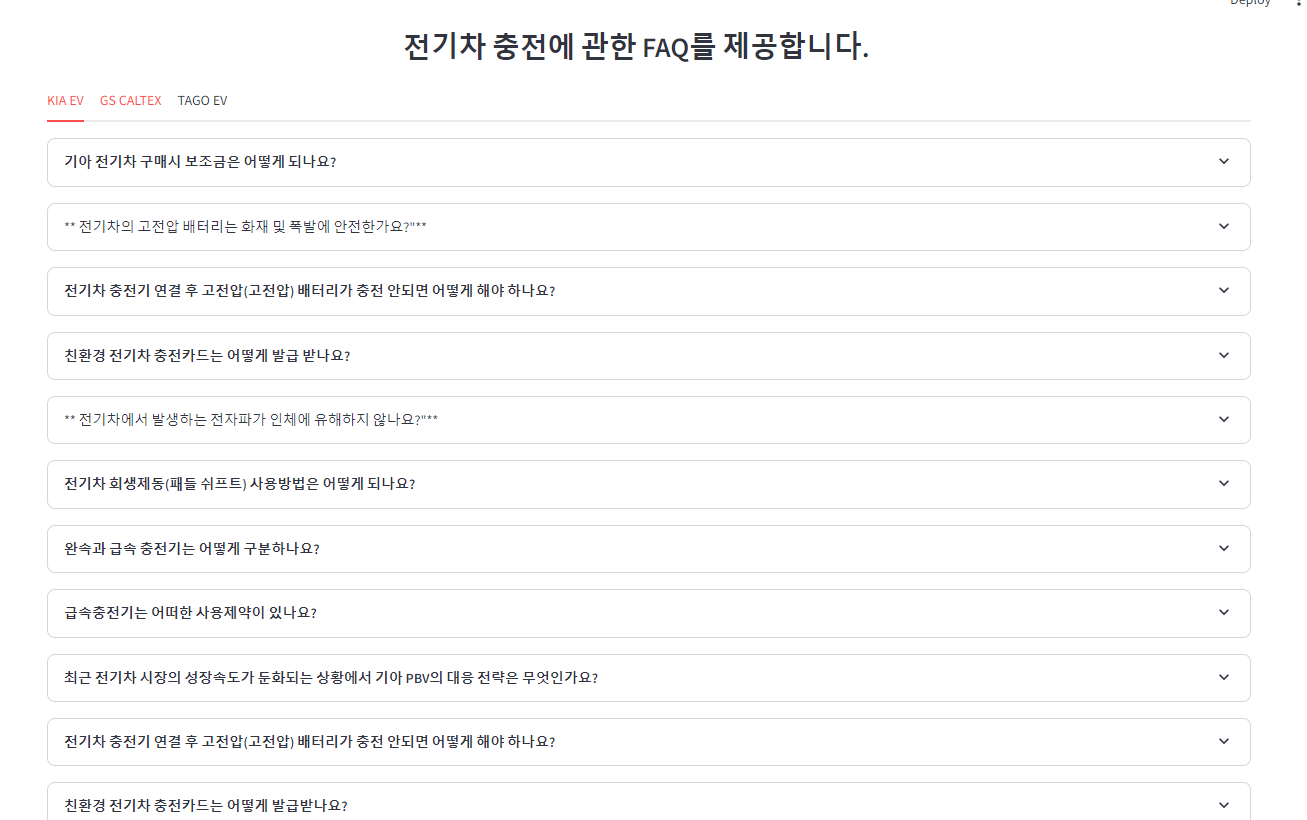 Deploy
전기차 충전에 관한 FAQ를 제공합니다.
KIA EV GS CALTEX TAGO EV
기아 전기차 구매시 보조금은 어떻게 되나요?
** 전기차의 고전압 배터리는 화재 및 폭발에 안전한가요?"**
전기차 충전기 연결 후 고전압(고전압) 배터리가 충전 안되면 어떻게 해야 하나요?
친환경 전기차 충전카드는 어떻게 발급 받나요?
** 전기차에서 발생하는 전자파가 인체에 유해하지 않나요?"**
전기차 회생제동(패들 쉬프트) 사용방법은 어떻게 되나요?
완속과 급속 충전기는 어떻게 구분하나요?
급속충전기는 어떠한 사용제약이 있나요?
최근 전기차 시장의 성장속도가 둔화되는 상황에서 기아 PBV의 대응 전략은 무엇인가요?
전기차 충전기 연결 후 고전압(고전압) 배터리가 충전 안되면 어떻게 해야 하나요?
친환경 전기차 충전카드는 어떻게 발급받나요?